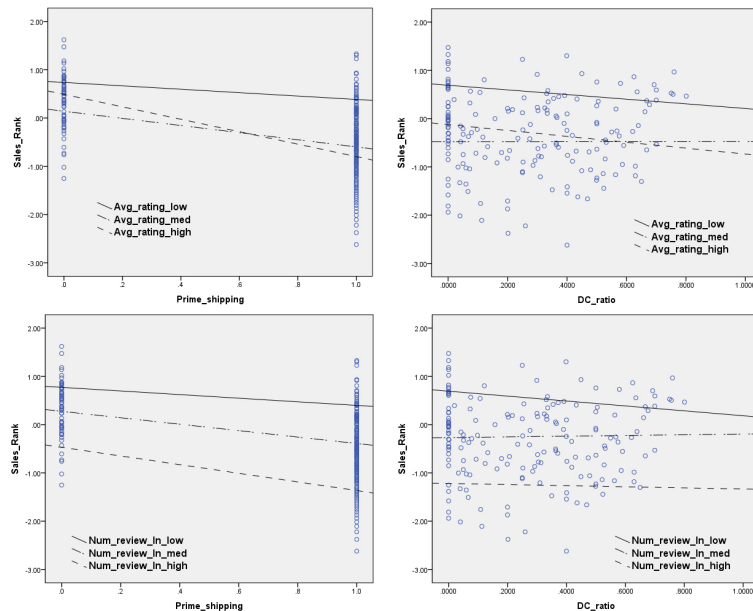 2.00
1.00
.00
-1.00
-2.00
-3.00
Sales_Rank
Avg_rating_low
Avg_rating_med
Avg_rating_high
.0 .2 .4 .6 .8 1.0
Prime_shipping
2.00
1.00
.00
-1.00
-2.00
-3.00
Sales_Rank
Avg_rating_low
Avg_rating_med
Avg_rating_high
.0000 .2000 .4000 .6000 .8000
DC_ratio
2.00
1.00
.00
-1.00
-2.00
-3.00
Sales_Rank
Num_review_ln_low
Num_review_ln_med
Num_review_ln_high
.0 .2 .4 .6 .8 1.0
Prime_shipping
2.00
1.00
.00
-1.00
-2.00
-3.00
Sales_Rank
Num_review_ln_low
Num_review_ln_med
Num_review_ln_high
.0000 .2000 .4000 .6000 .8000
DC_ratio